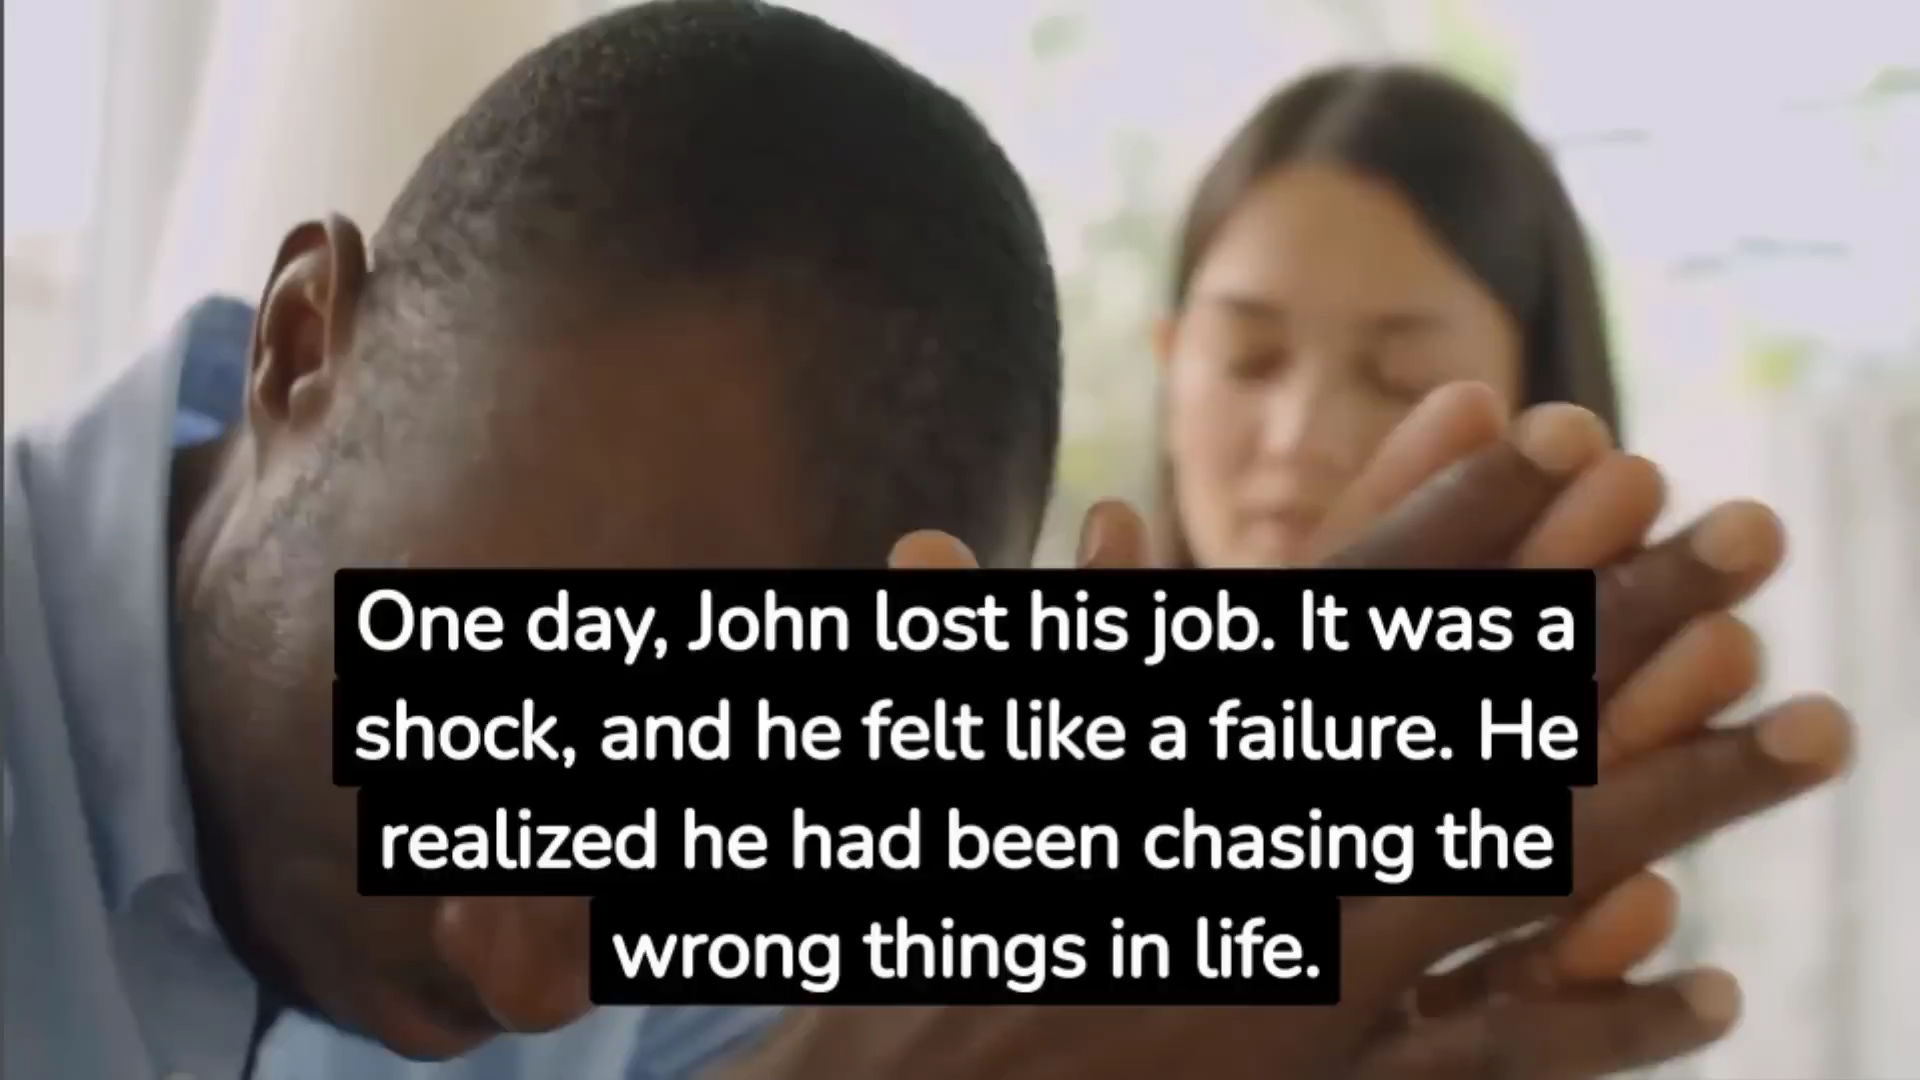 One day, John lost his job. It was a
shock, and he felt like a failure. He
realized he had been chasing the
wrong things in life.